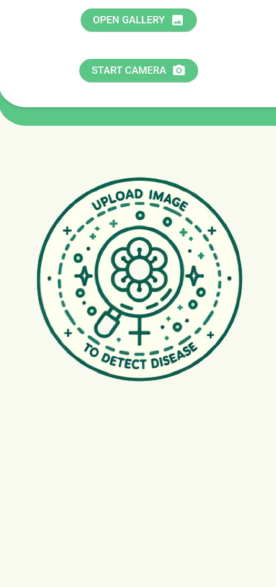 OPEN GALLERY
START CAMERA
UPLOAD IMAGE
TO DETECT DISEASE